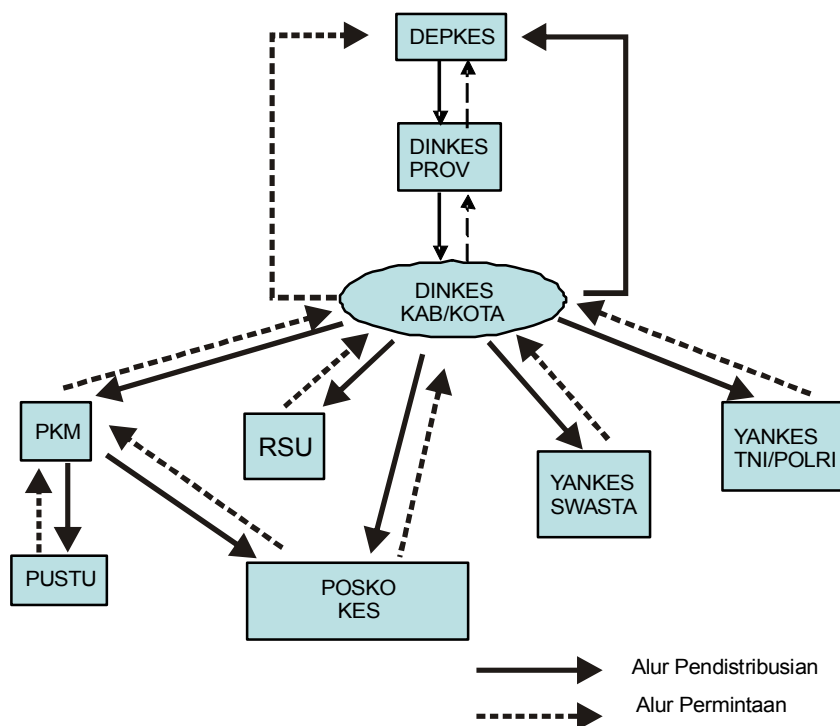 DEPKES
DINKES
PROV
DINKES
KAB/KOTA
PKM
RSU
YANKES
SWASTA
YANKES
TNI/POLRI
PUSTU
POSKO
KES
Alur Pendistribusian
Alur Permintaan